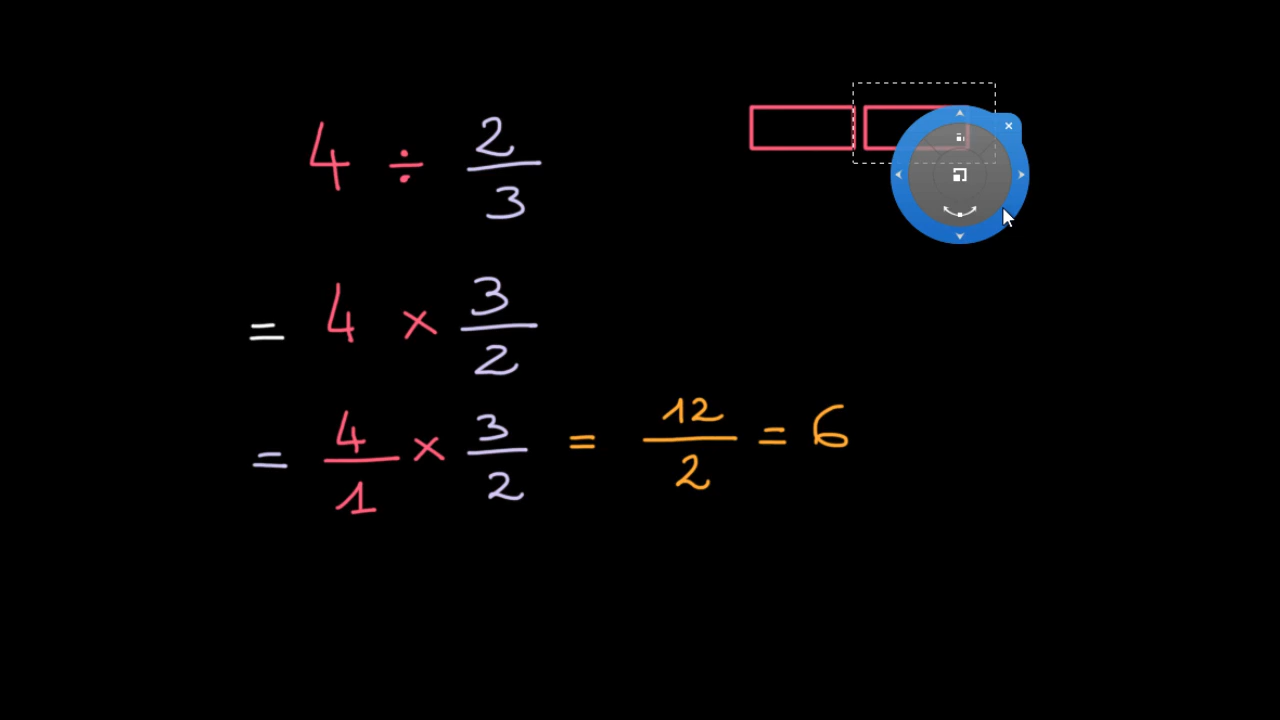 4 ÷ 2/3
= 4 × 3/2
= 4/1 × 3/2 = 12/2 = 6